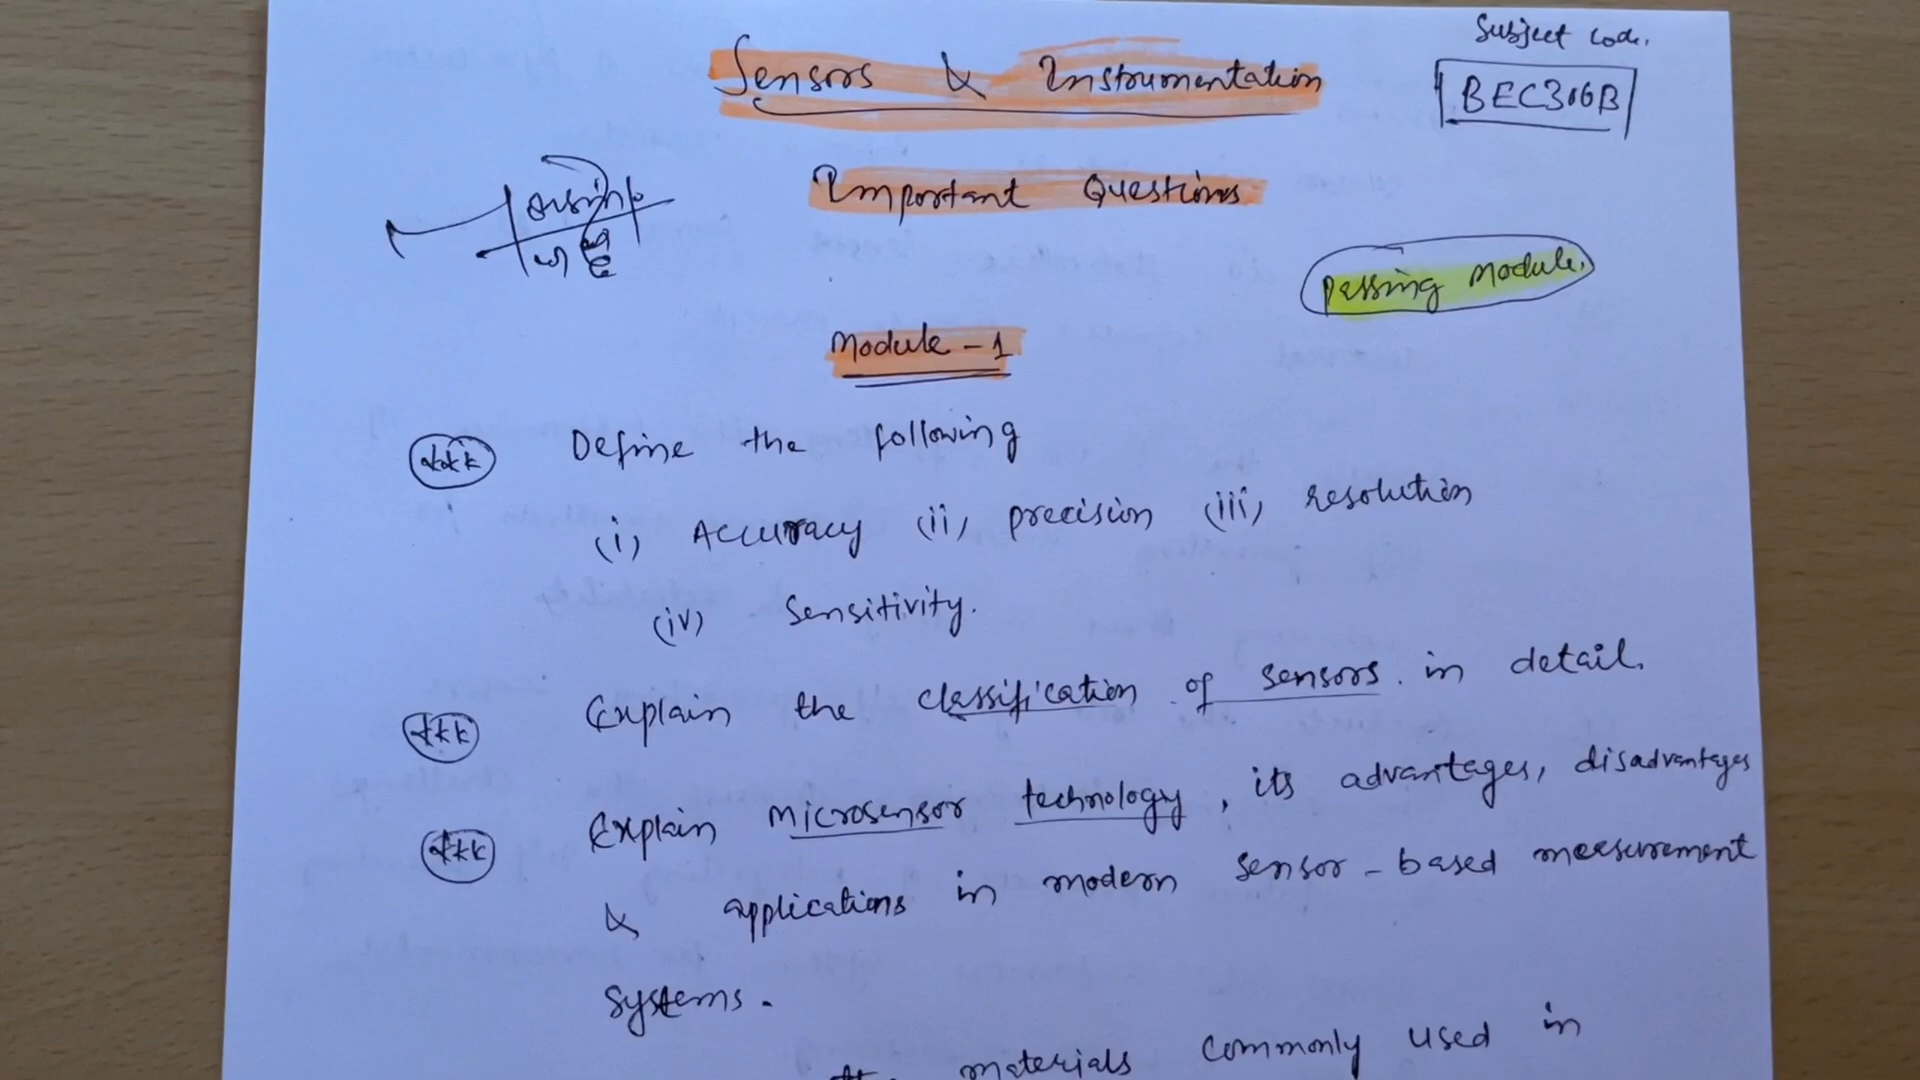 Subject code.
Sensors & Instrumentation
BEC306B
Important Questions
Passing Module.
Module - 1
*** Define the following
(i) Accuracy (ii) precision (iii) resolution
(iv) Sensitivity.
*** Explain the classification of sensors. in detail.
*** Explain microsensor technology, its advantages, disadvantages
& applications in modern sensor-based measurement
systems.
materials commonly used in